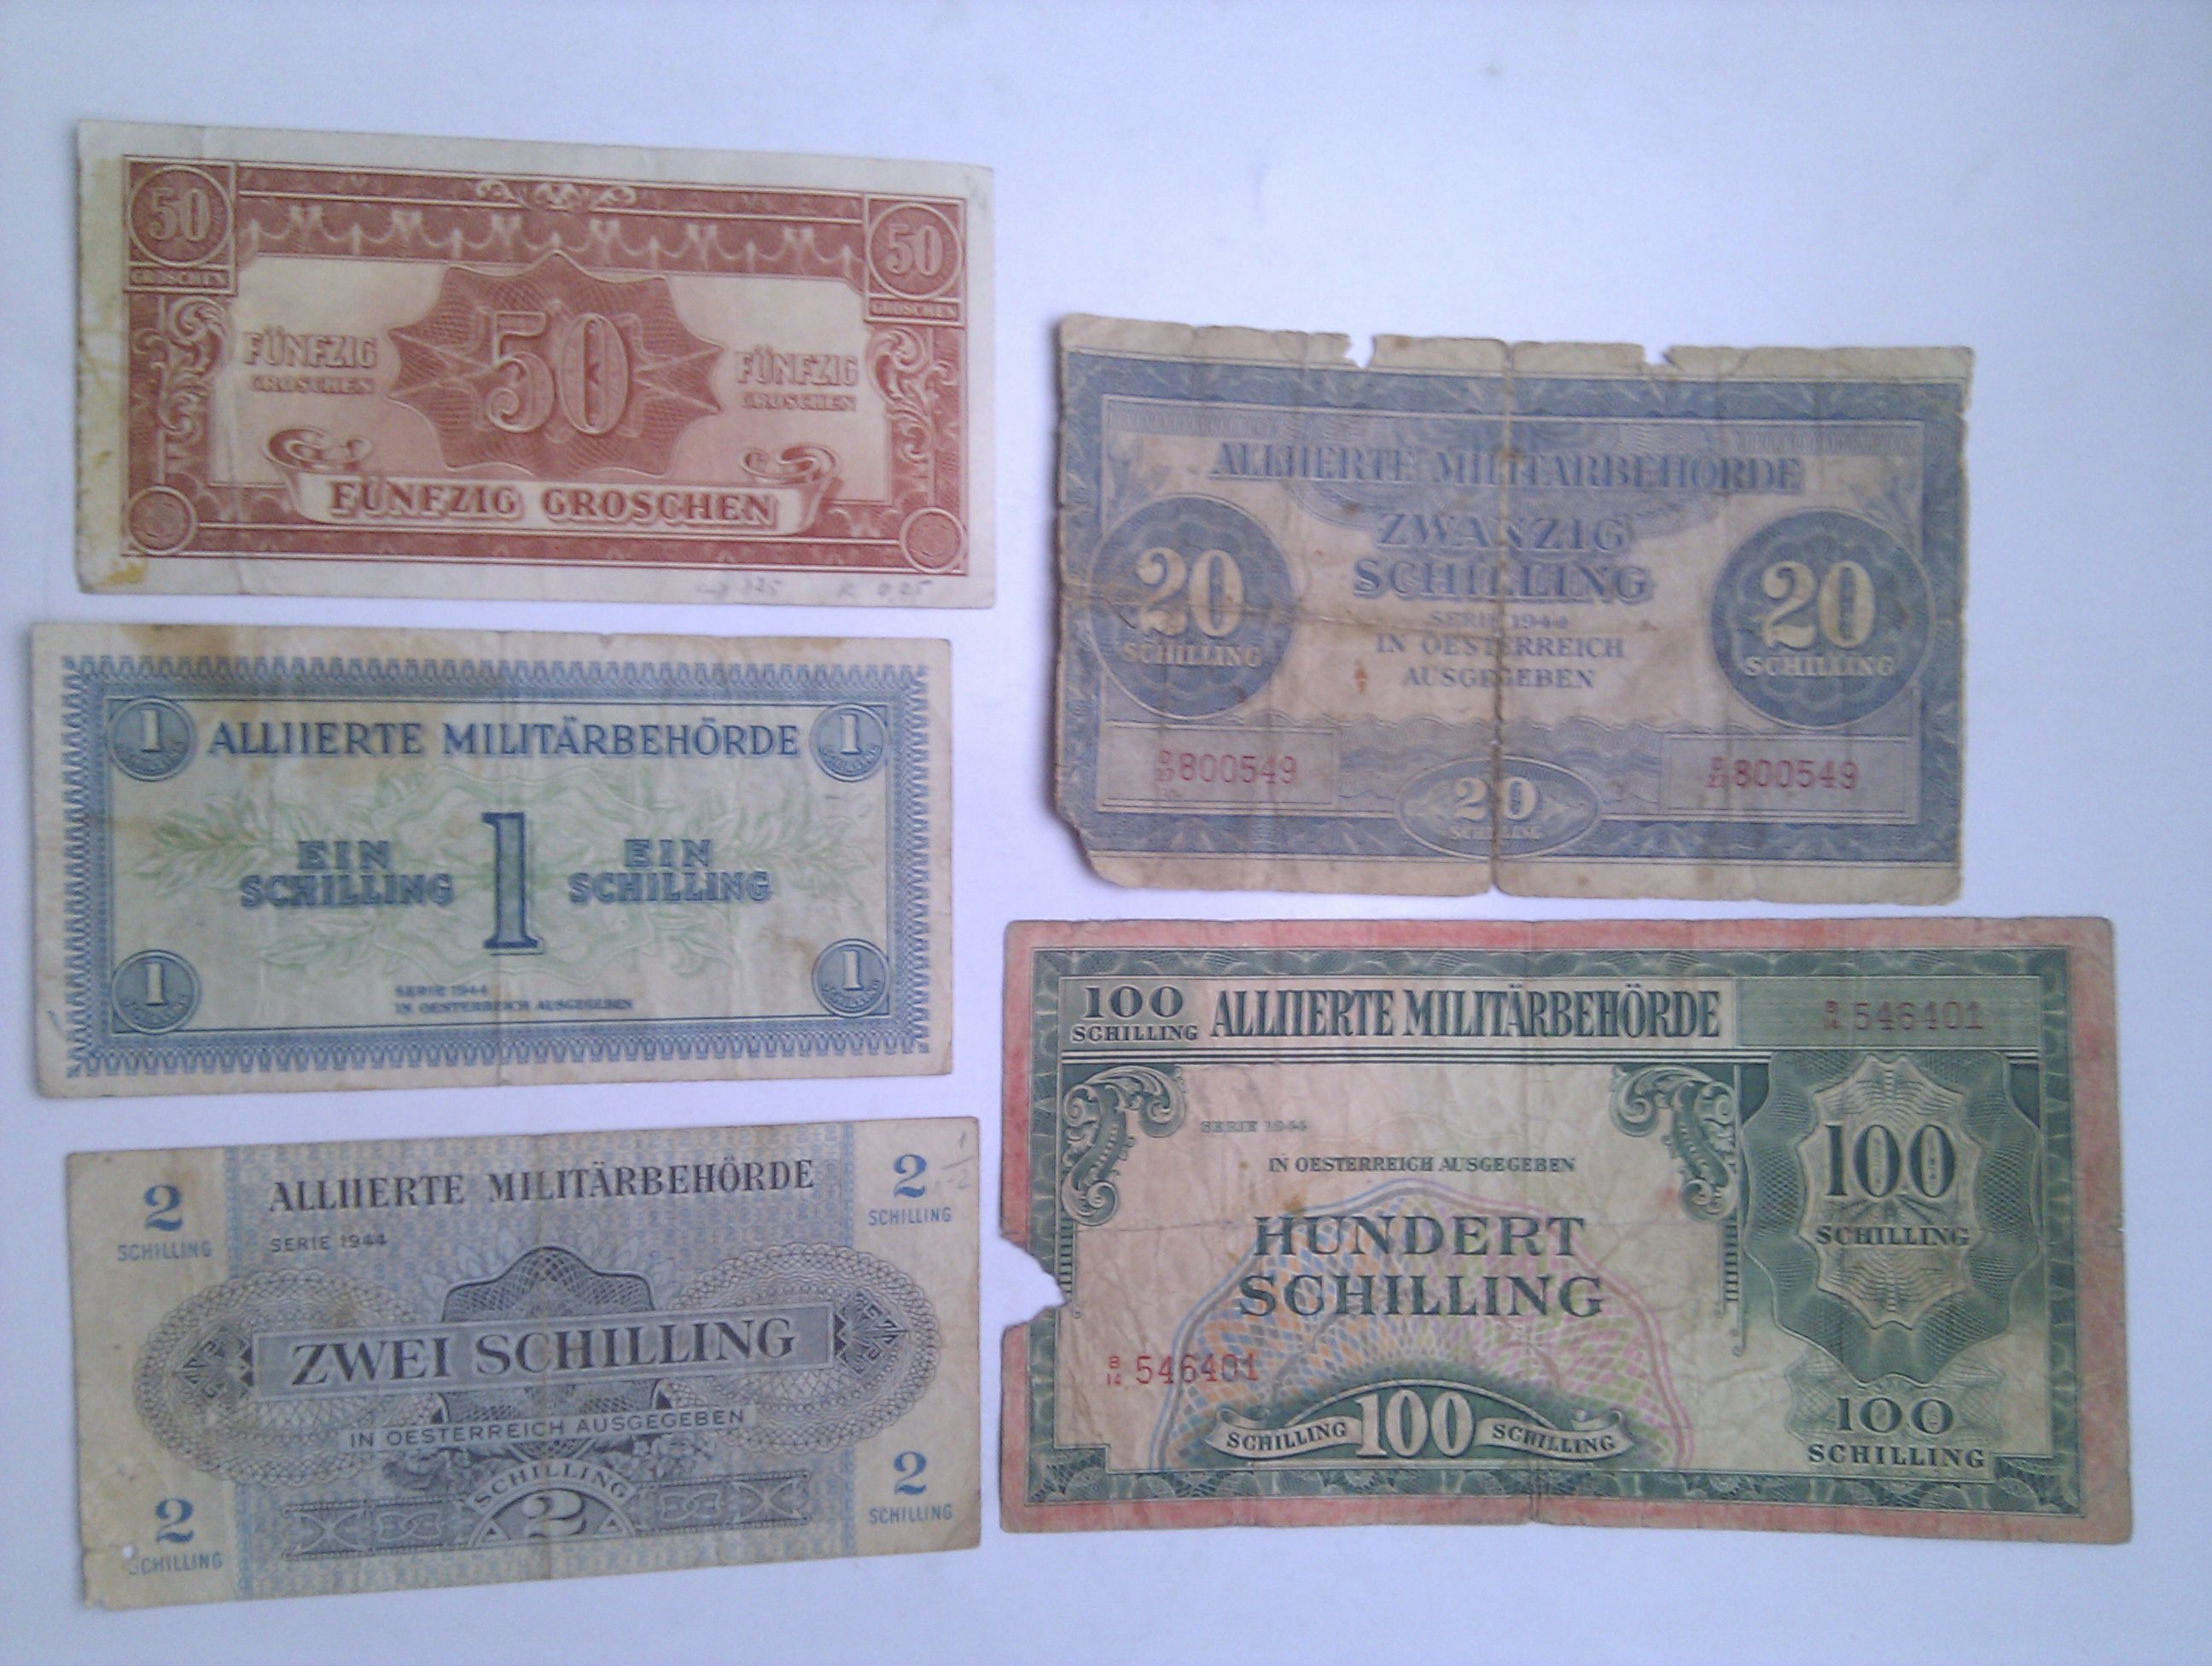 50
GROSCHEN
50
GROSCHEN
FÜNFZIG
GROSCHEN
50
FÜNFZIG
GROSCHEN
FÜNFZIG GROSCHEN
1
1
ALLIIERTE MILITÄRBEHÖRDE
EIN
SCHILLING
1
EIN
SCHILLING
SERIE 1944
IN OESTERREICH AUSGEGEBEN
1
1
2
SCHILLING
ALLIIERTE MILITÄRBEHÖRDE
2
SCHILLING
SERIE 1944
ZWEI SCHILLING
IN OESTERREICH AUSGEGEBEN
SCHILLING
2
2
SCHILLING
2
SCHILLING
ALLIIERTE MILITÄRBEHÖRDE
ZWANZIG
SCHILLING
SERIE 1944
IN OESTERREICH
AUSGEGEBEN
20
SCHILLING
20
SCHILLING
800549
800549
20
SCHILLING
100
SCHILLING
ALLIIERTE MILITÄRBEHÖRDE
546401
SERIE 1944
IN OESTERREICH AUSGEGEBEN
HUNDERT
SCHILLING
100
SCHILLING
B
14 546401
SCHILLING 100 SCHILLING
100
SCHILLING